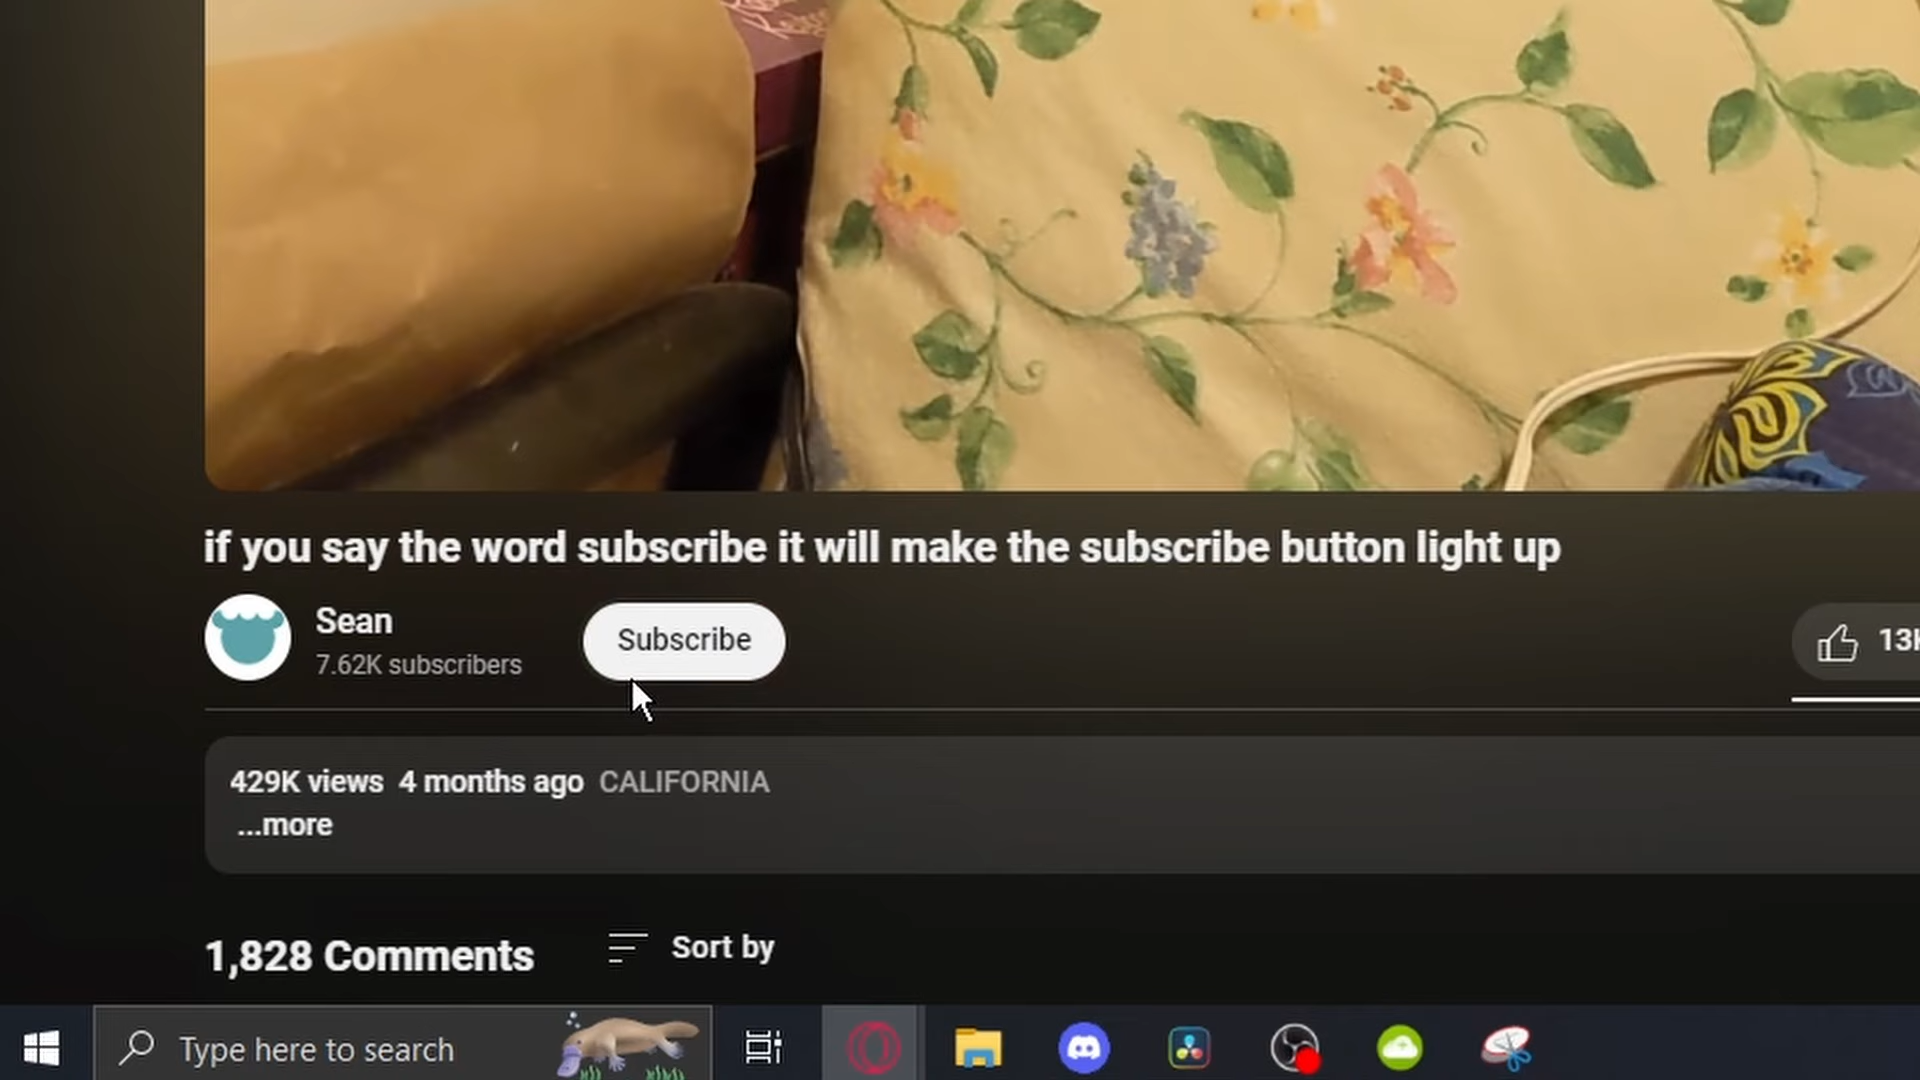 if you say the word subscribe it will make the subscribe button light up
Sean
7.62K subscribers
Subscribe
13K
429K views 4 months ago CALIFORNIA
...more
1,828 Comments
Sort by
Type here to search